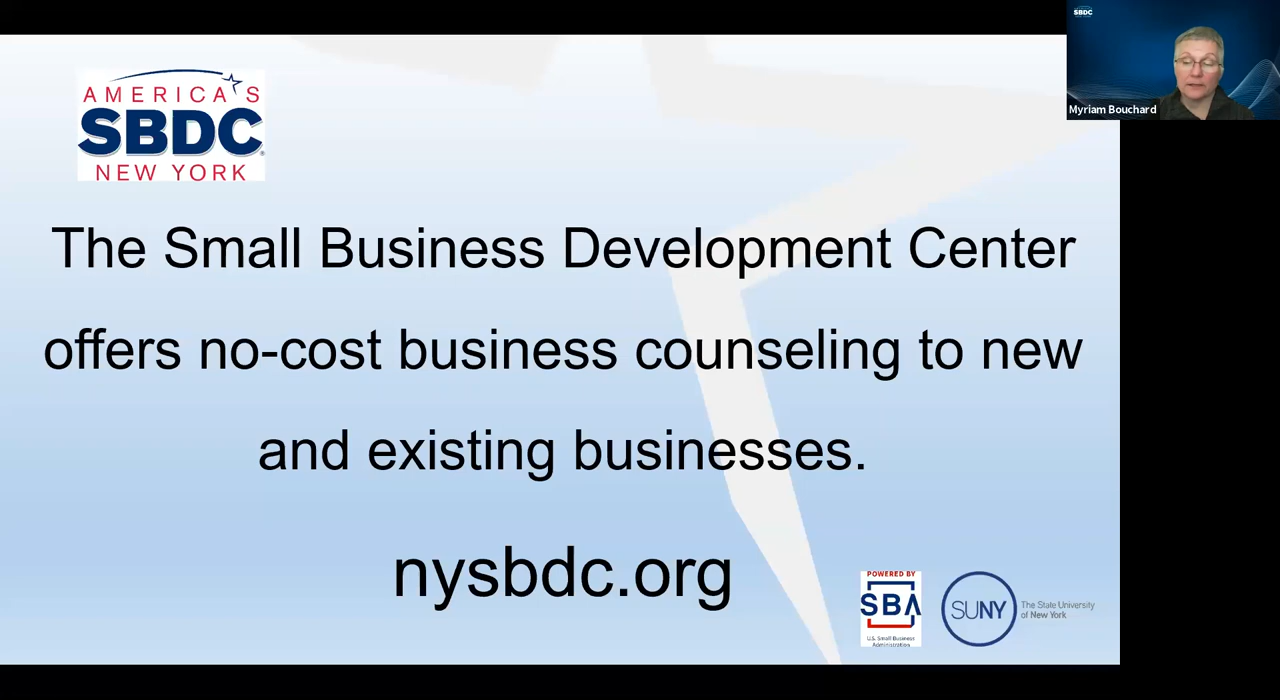 SBDC
Myriam Bouchard
AMERICA'S
SBDC
NEW YORK
The Small Business Development Center
offers no-cost business counseling to new
and existing businesses.
nysbdc.org
POWERED BY
SBA
U.S. Small Business
Administration
SUNY
The State University
of New York